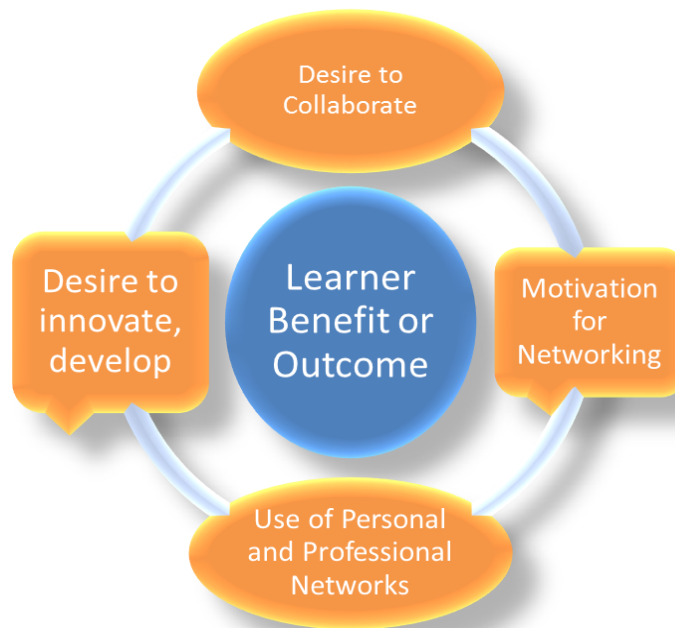 Desire to
Collaborate
Desire to
innovate,
develop
Learner
Benefit or
Outcome
Motivation
for
Networking
Use of Personal
and Professional
Networks